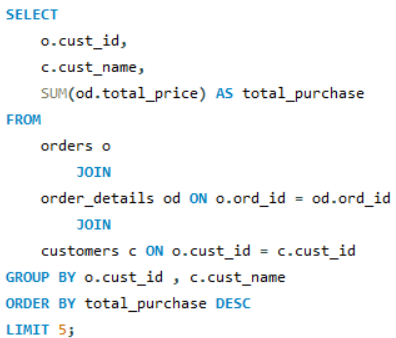 SELECT
    o.cust_id,
    c.cust_name,
    SUM(od.total_price) AS total_purchase
FROM
    orders o
        JOIN
    order_details od ON o.ord_id = od.ord_id
        JOIN
    customers c ON o.cust_id = c.cust_id
GROUP BY o.cust_id , c.cust_name
ORDER BY total_purchase DESC
LIMIT 5;